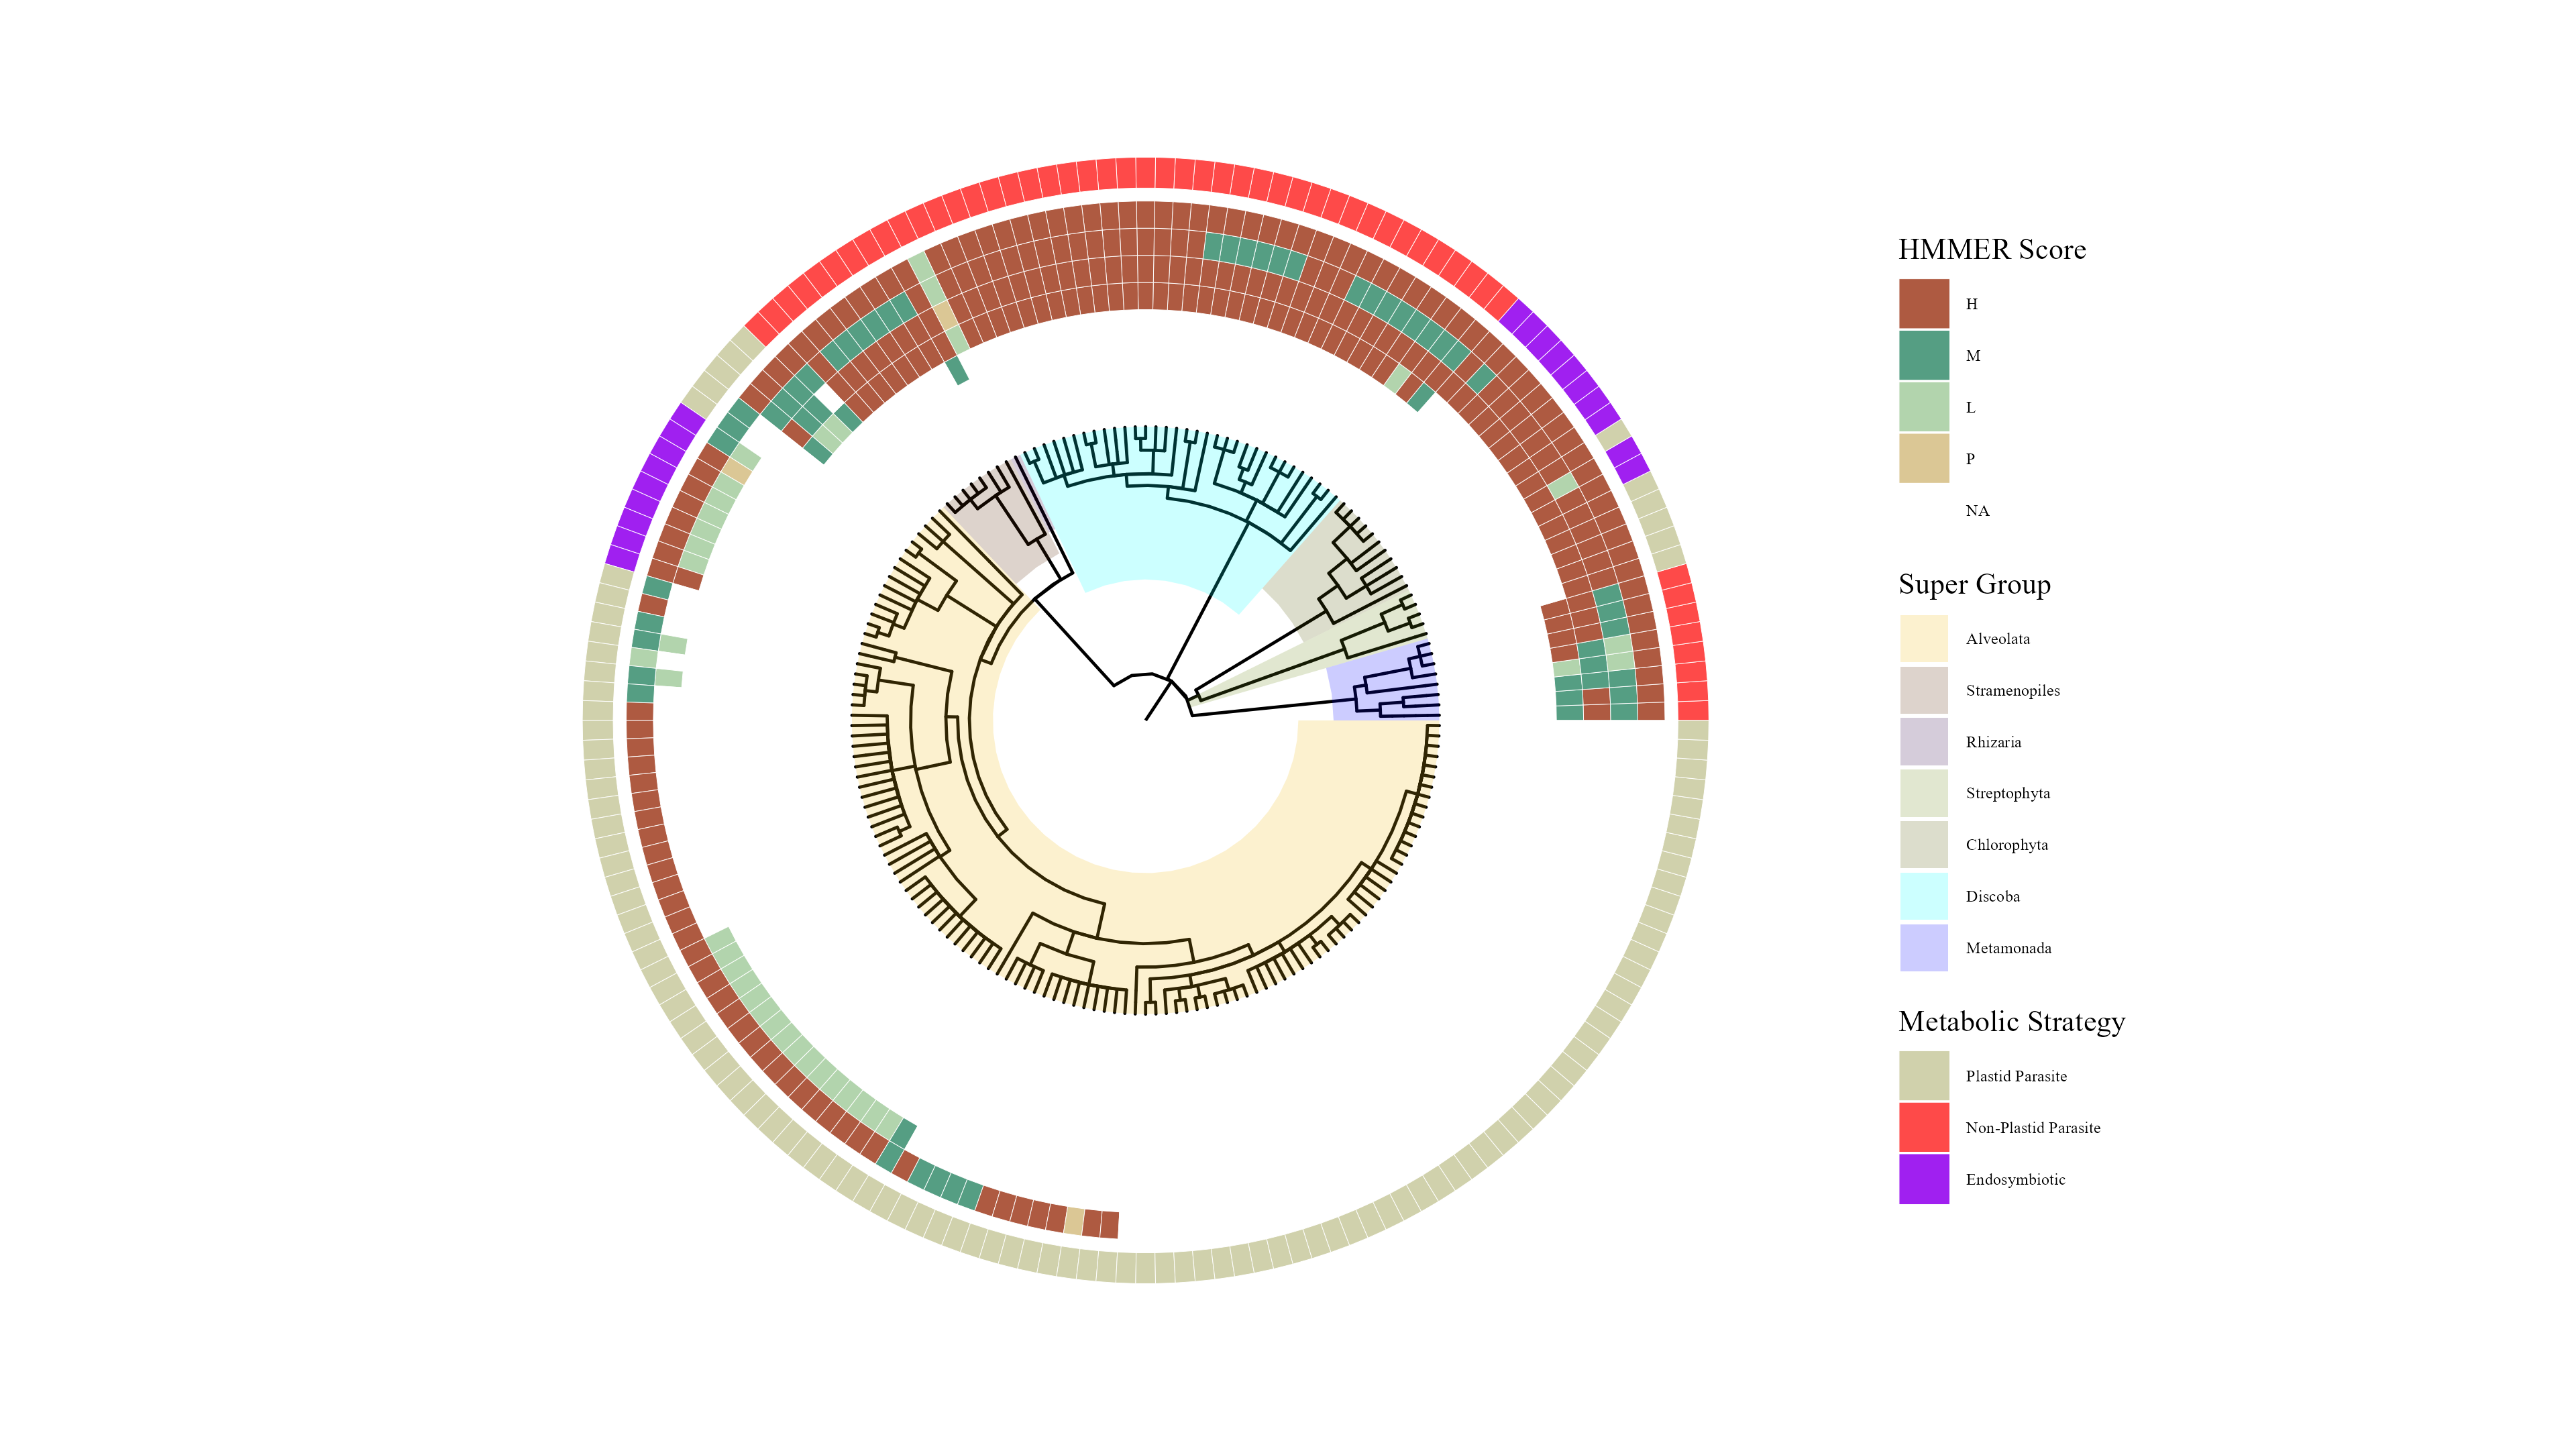 HMMER Score
H
M
L
P
NA
Super Group
Alveolata
Stramenopiles
Rhizaria
Streptophyta
Chlorophyta
Discoba
Metamonada
Metabolic Strategy
Plastid Parasite
Non-Plastid Parasite
Endosymbiotic